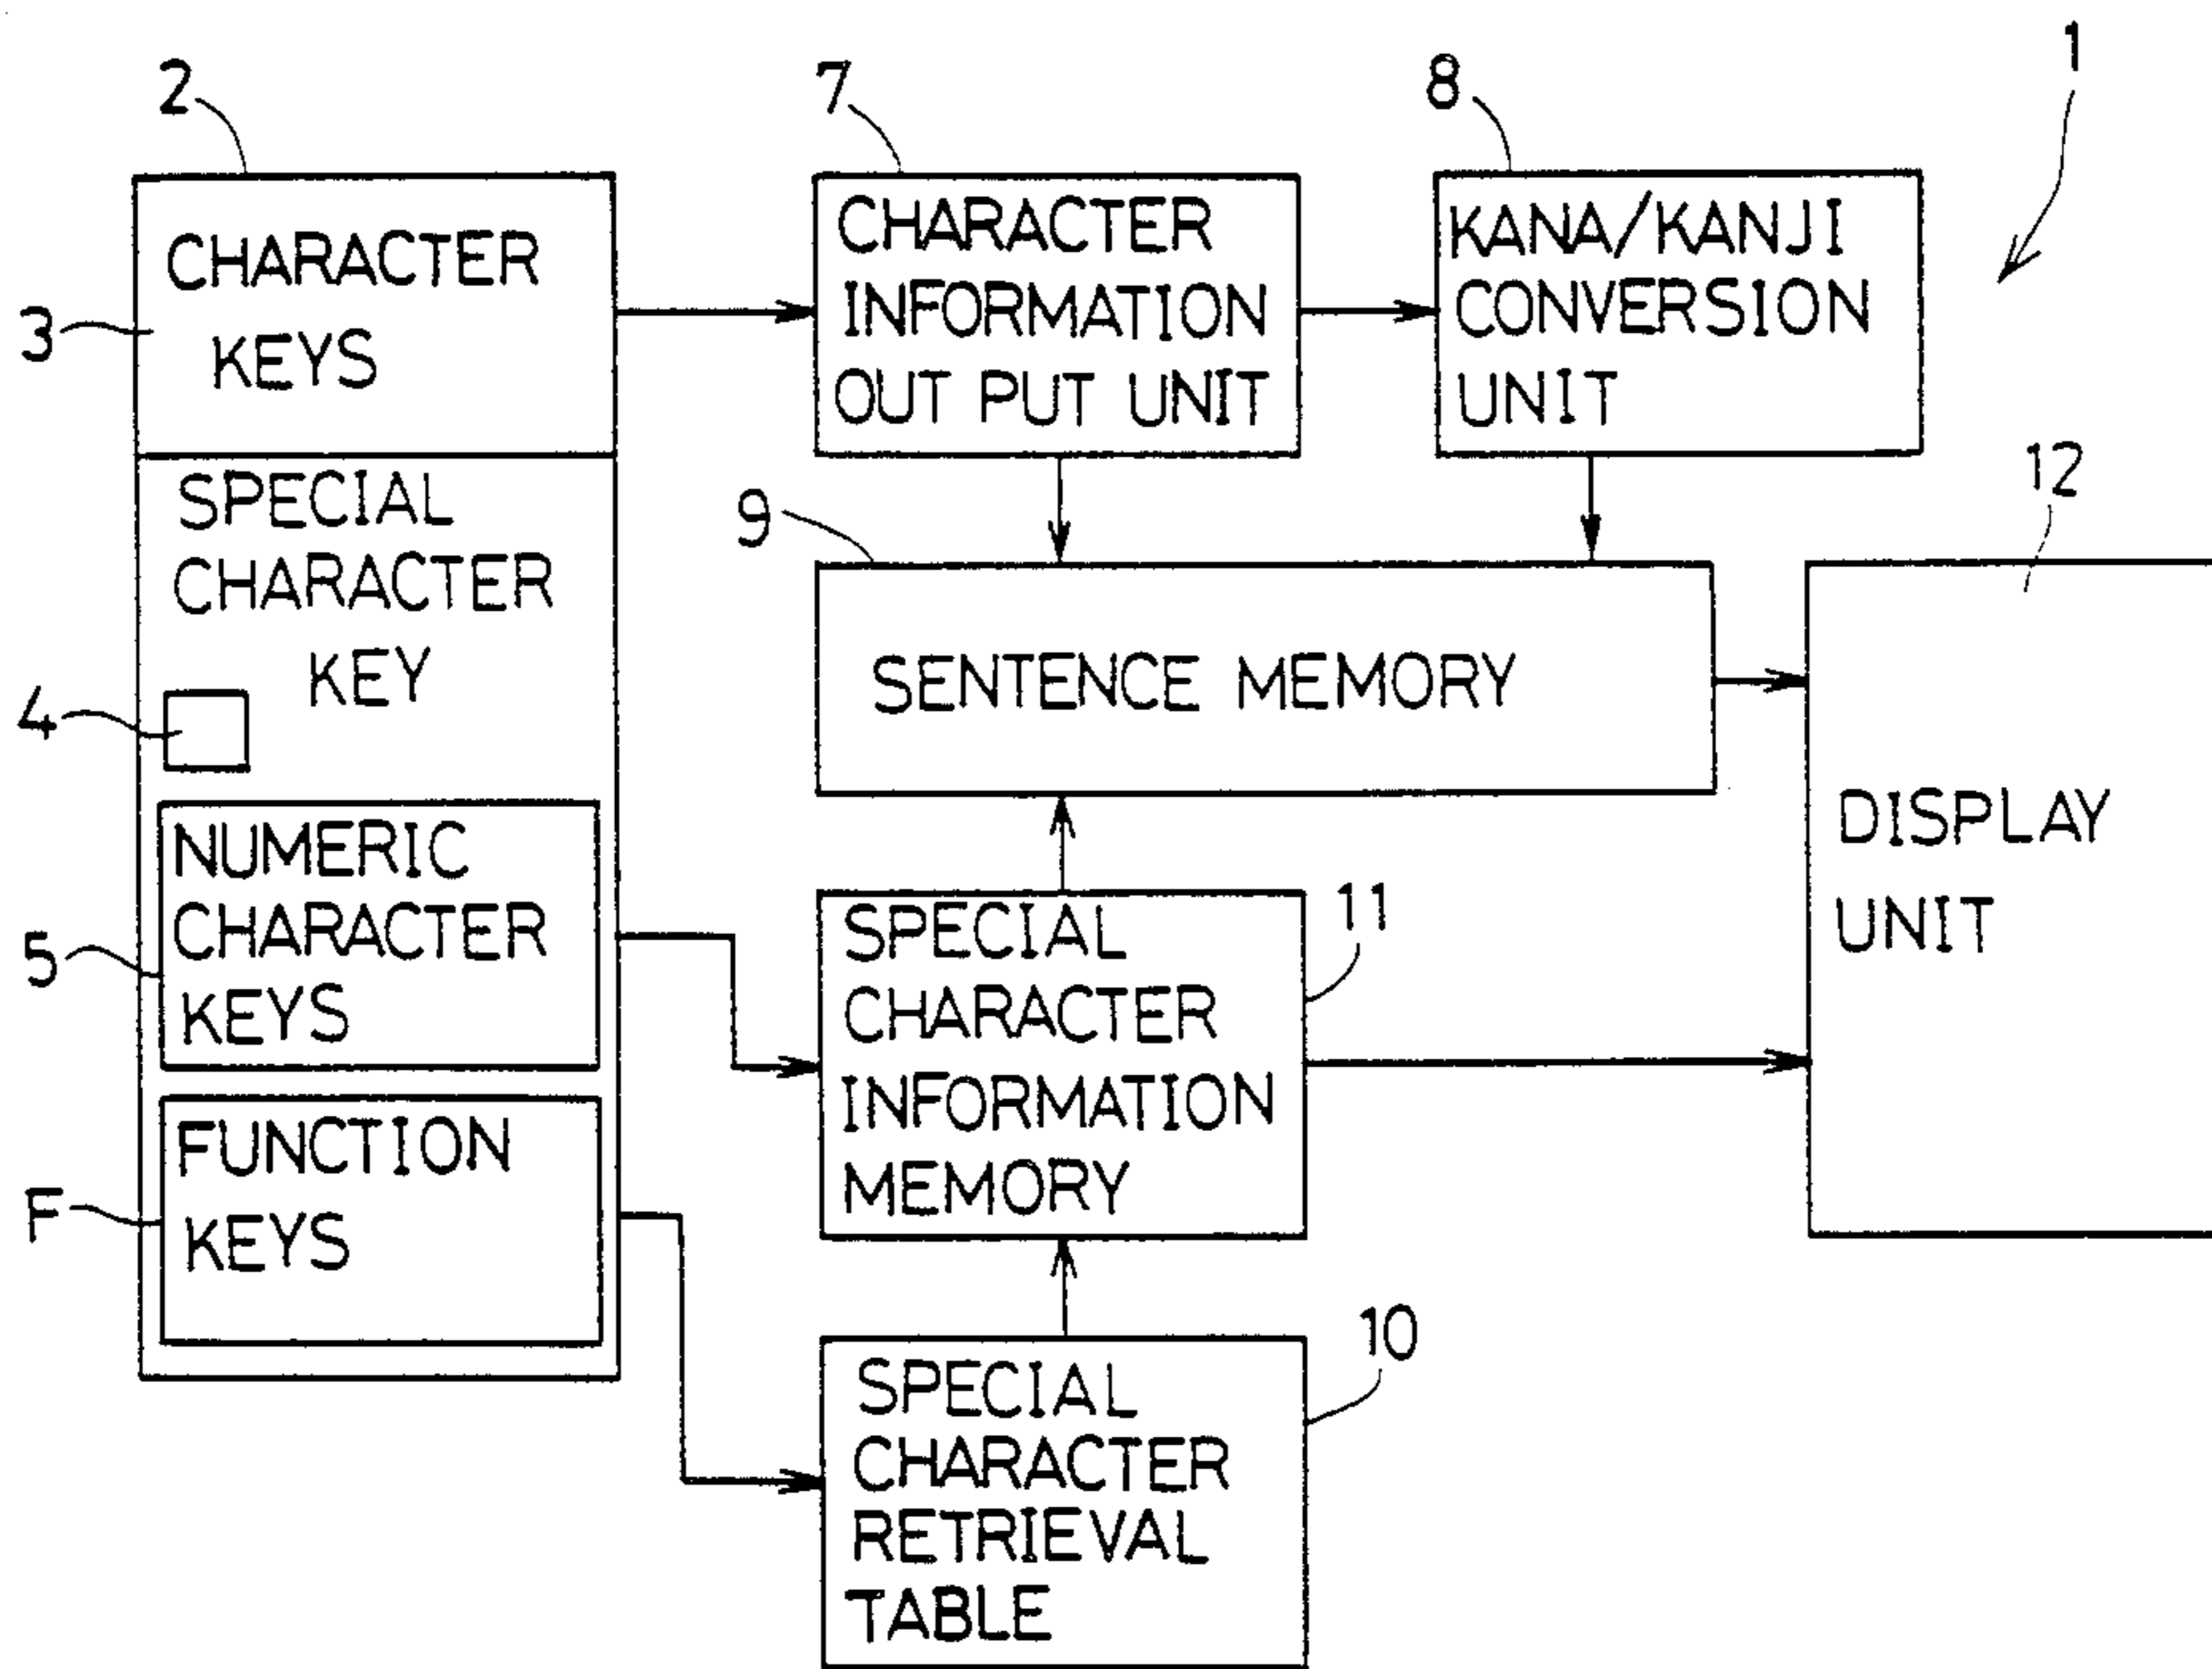 1
2
7
8
CHARACTER
KEYS
3
CHARACTER
INFORMATION
OUT PUT UNIT
KANA/KANJI
CONVERSION
UNIT
SPECIAL
CHARACTER
KEY
4
9
SENTENCE MEMORY
12
DISPLAY
UNIT
NUMERIC
CHARACTER
KEYS
5
SPECIAL
CHARACTER
INFORMATION
MEMORY
11
FUNCTION
KEYS
F
SPECIAL
CHARACTER
RETRIEVAL
TABLE
10